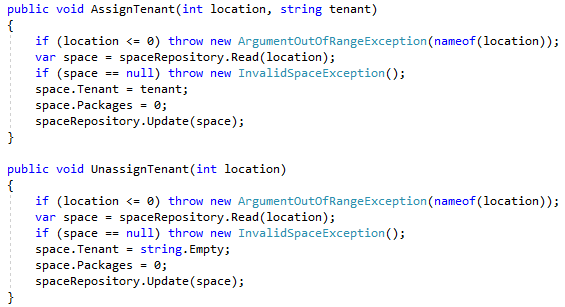 public void AssignTenant(int location, string tenant)
{
if (location <= 0) throw new ArgumentOutOfRangeException(nameof(location));
var space = spaceRepository.Read(location);
if (space == null) throw new InvalidSpaceException();
space.Tenant = tenant;
space.Packages = 0;
spaceRepository.Update(space);
}
public void UnassignTenant(int location)
{
if (location <= 0) throw new ArgumentOutOfRangeException(nameof(location));
var space = spaceRepository.Read(location);
if (space == null) throw new InvalidSpaceException();
space.Tenant = string.Empty;
space.Packages = 0;
spaceRepository.Update(space);
}